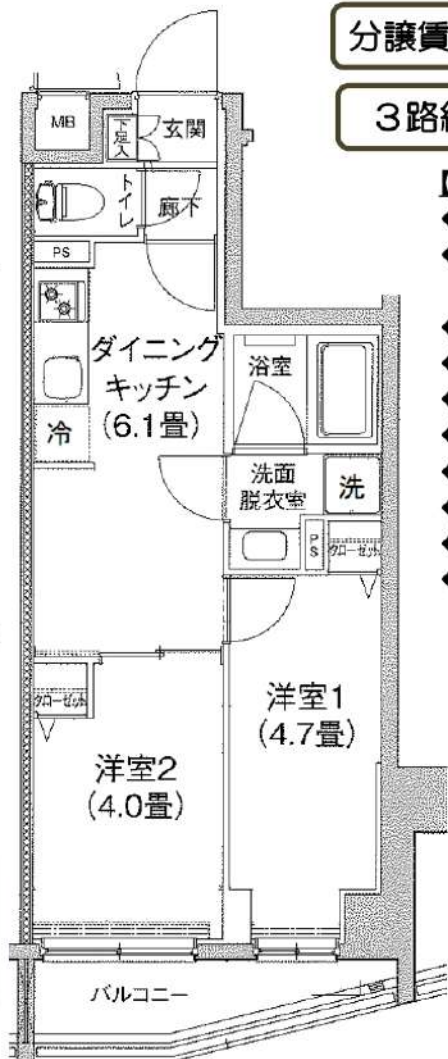 分譲賃
3路
MB
下足入
玄関
トイレ
廊下
PS
ダイニング
キッチン
(6.1畳)
浴室
冷
洗面
脱衣室
洗
PS
クローゼット
クローゼット
洋室1
(4.7畳)
洋室2
(4.0畳)
バルコニー